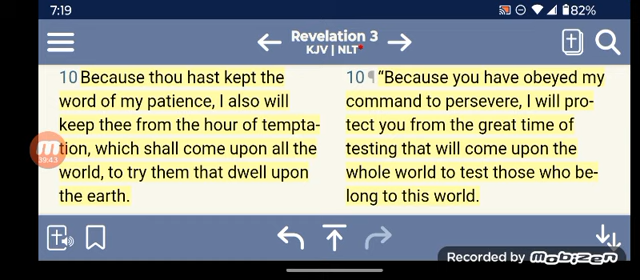 7:19
82%
Revelation 3
KJV | NLT
10 Because thou hast kept the
word of my patience, I also will
keep thee from the hour of tempta-
tion, which shall come upon all the
world, to try them that dwell upon
the earth.
10 ¶ “Because you have obeyed my
command to persevere, I will pro-
tect you from the great time of
testing that will come upon the
whole world to test those who be-
long to this world.
39:43
Recorded by Mobizen